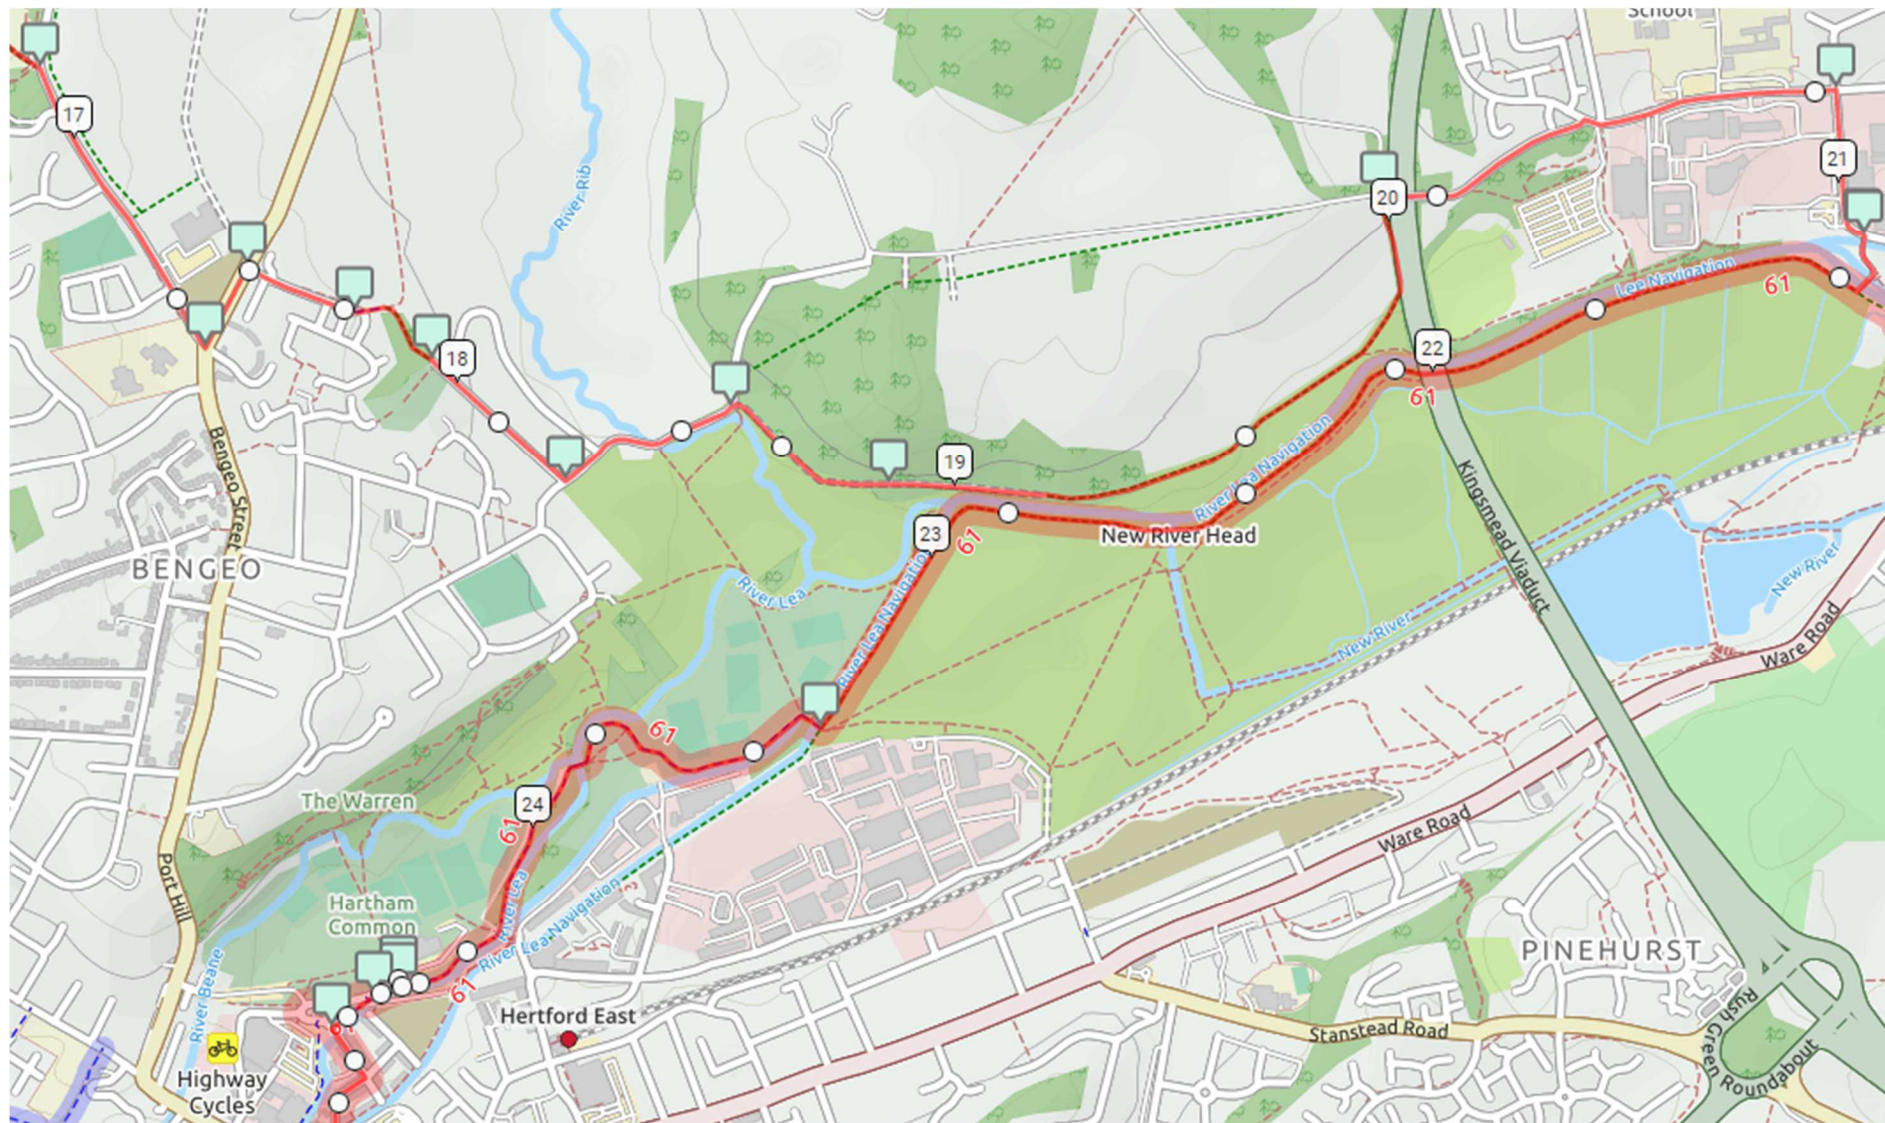 School
17
21
River Rib
20
Lee Navigation
61
18
22
61
Bengeo Street
19
River Lea Navigation
Kingsmead Viaduct
23
61
New River Head
BENGEO
River Lea
New River
River Lea Navigation
New River
Ware Road
61
The Warren
24
61
Ware Road
Port Hill
Hartham
Common
River Lea
River Lea Navigation
PINEHURST
61
River Beane
Hertford East
Stanstead Road
Rush Green Roundabout
Highway
Cycles